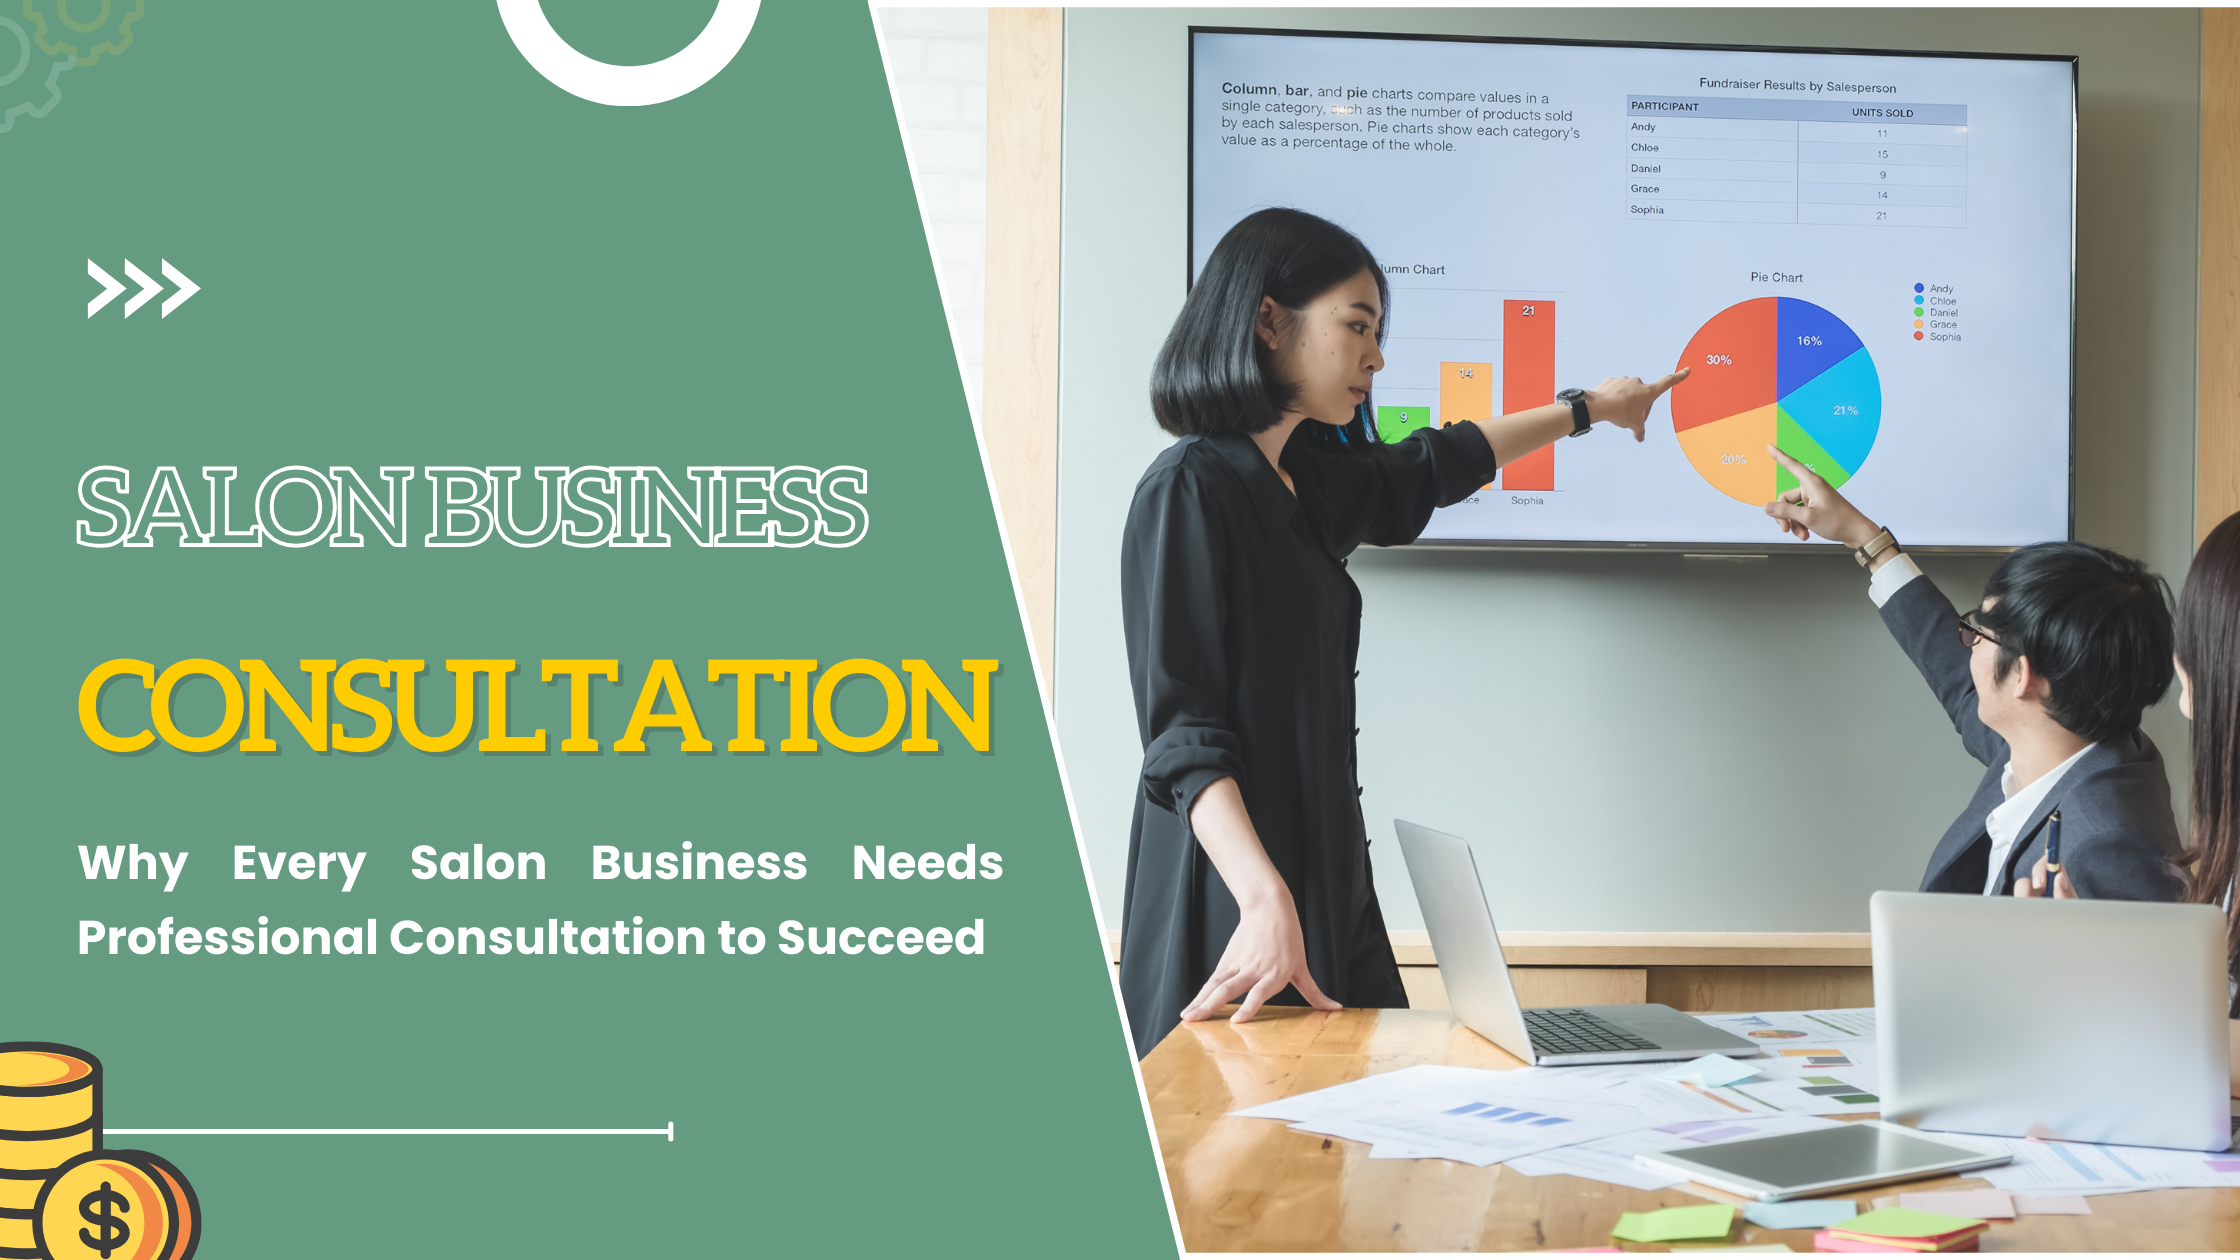 SALON BUSINESS
CONSULTATION
Why Every Salon Business Needs
Professional Consultation to Succeed
$
Column, bar, and pie charts compare values in a
single category, such as the number of products sold
by each salesperson. Pie charts show each category's
value as a percentage of the whole.
Fundraiser Results by Salesperson
PARTICIPANT UNITS SOLD
Andy 11
Chloe 15
Daniel 9
Grace 14
Sophia 21
lumn Chart
21
14
9
Sophia
Pie Chart
16%
30%
21%
20%
%
Andy
Chloe
Daniel
Grace
Sophia